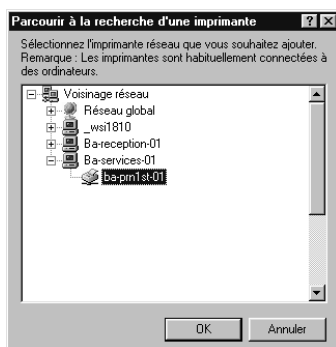 Parcourir à la recherche d'une imprimante
Sélectionnez l'imprimante réseau que vous souhaitez ajouter.
Remarque : Les imprimantes sont habituellement connectées à
des ordinateurs.
Voisinage réseau
Réseau global
_wsi1810
Ba-reception-01
Ba-services-01
ba-prn1st-01
OK
Annuler